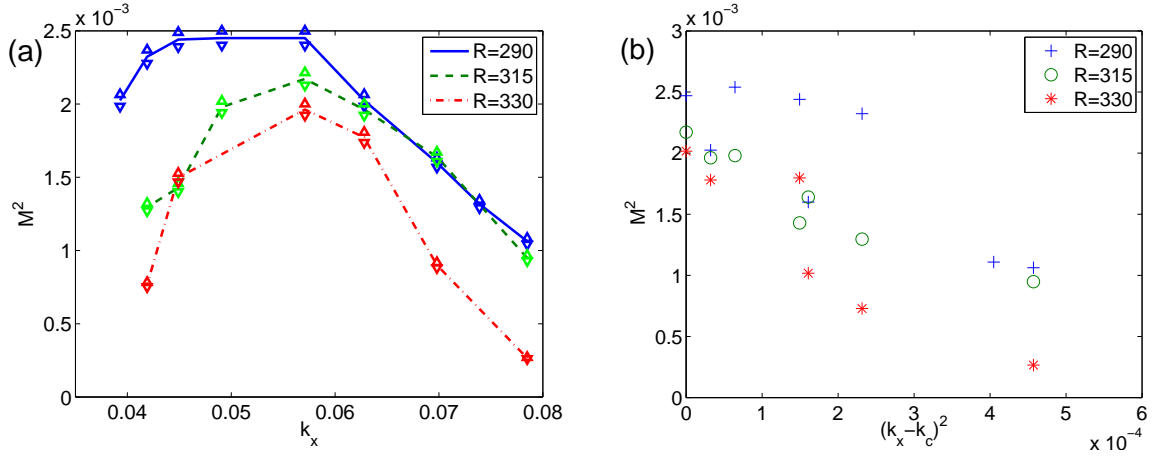 (a)
x 10⁻³
M²
2.5
2
1.5
1
0.5
0
0.04 0.05 0.06 0.07 0.08
kₓ
R=290
R=315
R=330
(b)
x 10⁻³
M²
3
2.5
2
1.5
1
0.5
0
0 1 2 3 4 5 6
(kₓ−k_c)²
x 10⁻⁴
R=290
R=315
R=330